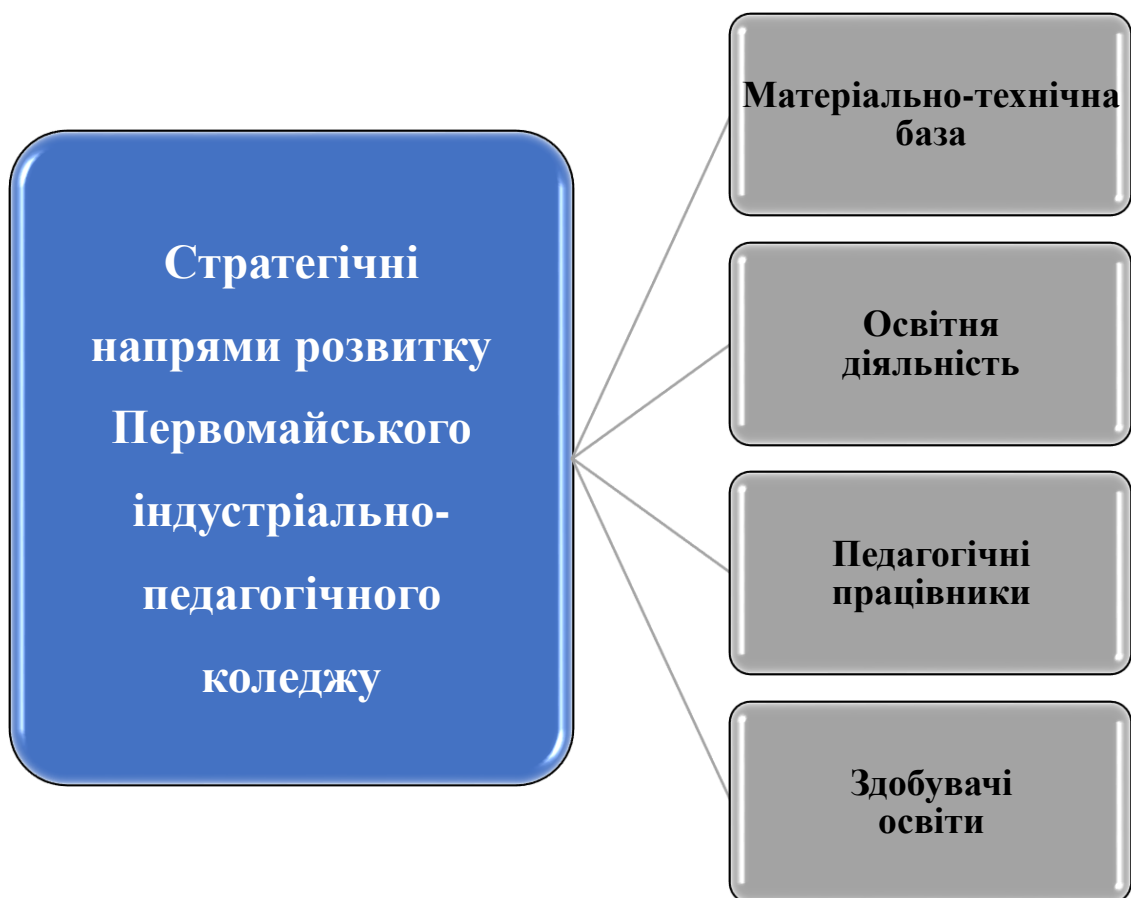 Стратегічні
напрями розвитку
Первомайського
індустріально-
педагогічного
коледжу
Матеріально-технічна
база
Освітня
діяльність
Педагогічні
працівники
Здобувачі
освіти